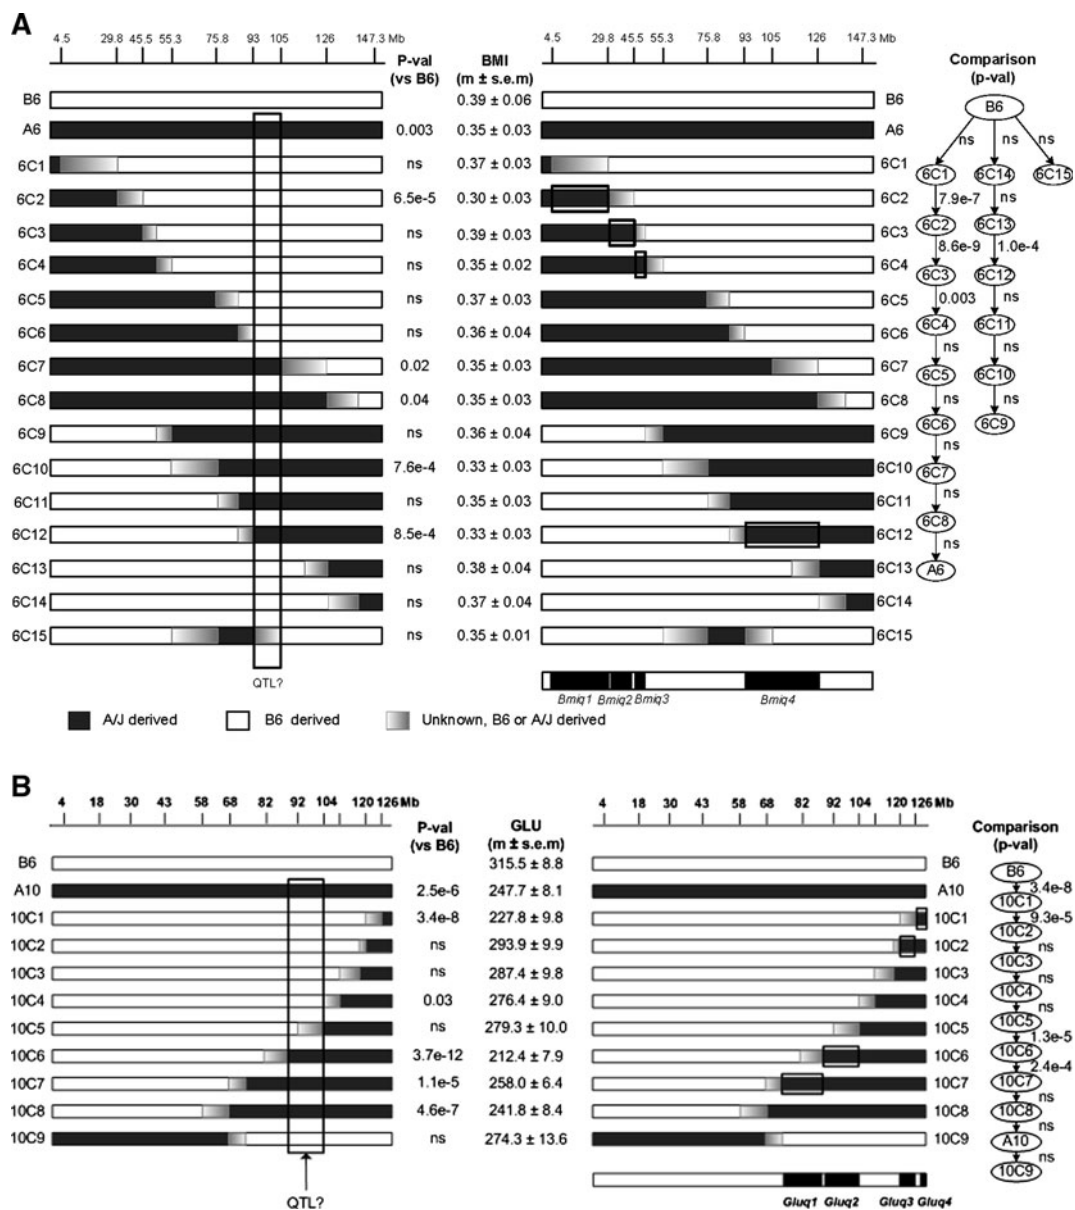 A
4.5 29.8 45.5 55.3 75.8 93 105 126 147.3 Mb
4.5 29.8 45.5 55.3 75.8 93 105 126 147.3 Mb
P-val (vs B6)
BMI (m ± s.e.m)
Comparison (p-val)
B6 0.39 ± 0.06 B6
A6 0.003 0.35 ± 0.03 A6
6C1 ns 0.37 ± 0.03 6C1
6C2 6.5e-5 0.30 ± 0.03 6C2
6C3 ns 0.39 ± 0.03 6C3
6C4 ns 0.35 ± 0.02 6C4
6C5 ns 0.37 ± 0.03 6C5
6C6 ns 0.36 ± 0.04 6C6
6C7 0.02 0.35 ± 0.03 6C7
6C8 0.04 0.35 ± 0.03 6C8
6C9 ns 0.36 ± 0.04 6C9
6C10 7.6e-4 0.33 ± 0.03 6C10
6C11 ns 0.35 ± 0.03 6C11
6C12 8.5e-4 0.33 ± 0.03 6C12
6C13 ns 0.38 ± 0.04 6C13
6C14 ns 0.37 ± 0.04 6C14
6C15 ns 0.35 ± 0.01 6C15
QTL?
Bmiq1 Bmiq2 Bmiq3 Bmiq4
B6
ns ns ns
6C1 6C14 6C15
7.9e-7 ns
6C2 6C13
8.6e-9 1.0e-4
6C3 6C12
0.003 ns
6C4 6C11
ns ns
6C5 6C10
ns ns
6C6 6C9
ns
6C7
ns
6C8
ns
A6
A/J derived
B6 derived
Unknown, B6 or A/J derived
B
4 18 30 43 58 68 82 92 104 120 126 Mb
4 18 30 43 58 68 82 92 104 120 126 Mb
P-val (vs B6)
GLU (m ± s.e.m)
Comparison (p-val)
B6 315.5 ± 8.8 B6
A10 2.5e-6 247.7 ± 8.1 A10
10C1 3.4e-8 227.8 ± 9.8 10C1
10C2 ns 293.9 ± 9.9 10C2
10C3 ns 287.4 ± 9.8 10C3
10C4 0.03 276.4 ± 9.0 10C4
10C5 ns 279.3 ± 10.0 10C5
10C6 3.7e-12 212.4 ± 7.9 10C6
10C7 1.1e-5 258.0 ± 6.4 10C7
10C8 4.6e-7 241.8 ± 8.4 10C8
10C9 ns 274.3 ± 13.6 10C9
QTL?
Gluq1 Gluq2 Gluq3 Gluq4
B6
3.4e-8
10C1
9.3e-5
10C2
ns
10C3
ns
10C4
ns
10C5
1.3e-5
10C6
2.4e-4
10C7
ns
10C8
ns
A10
ns
10C9